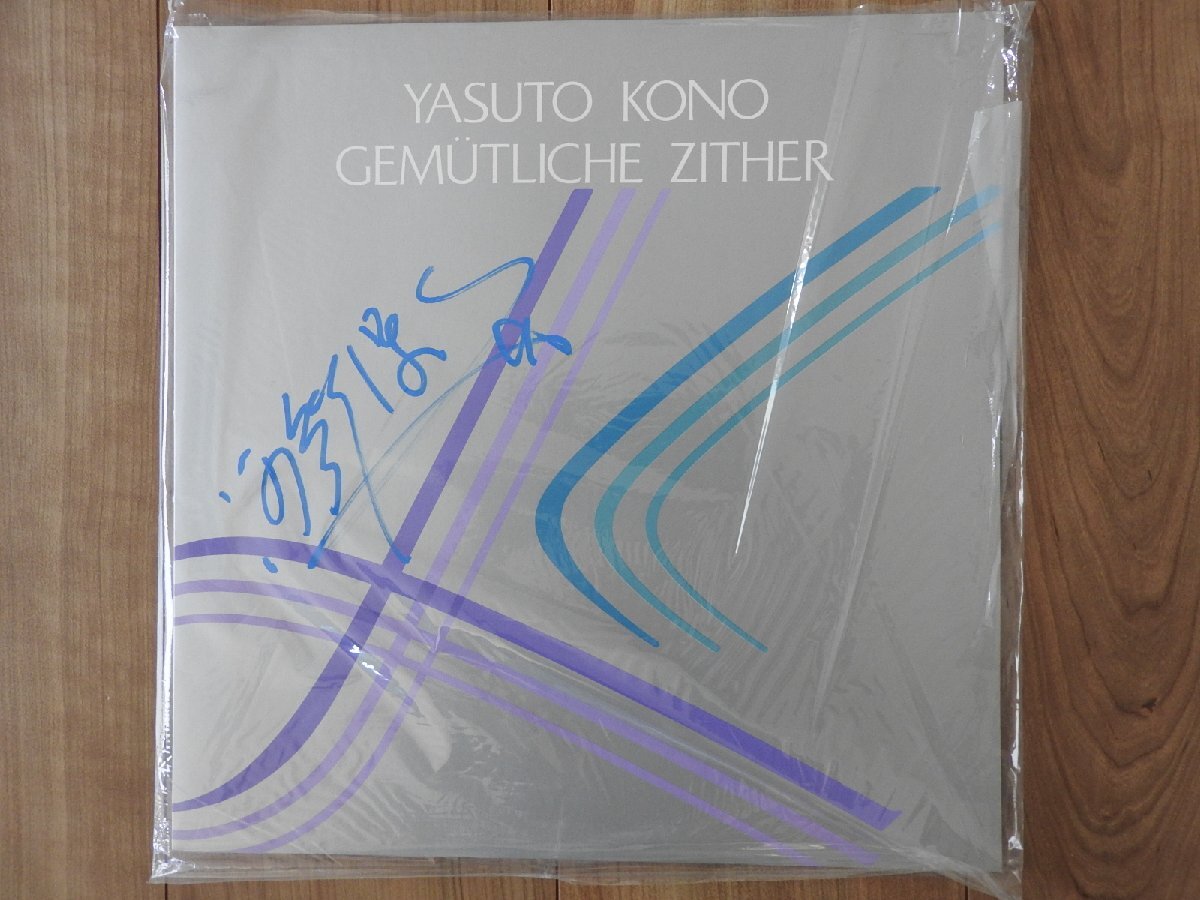 YASUTO KONO
GEMÜTLICHE ZITHER